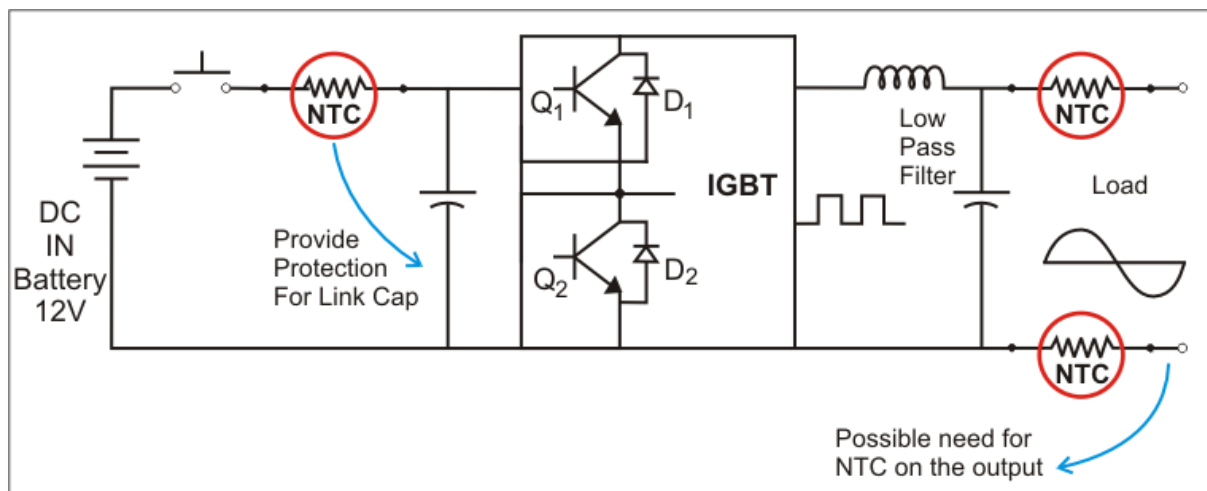 NTC
DC
IN
Battery
12V
Provide
Protection
For Link Cap
Q1
D1
Q2
D2
IGBT
Low
Pass
Filter
NTC
Load
NTC
Possible need for
NTC on the output